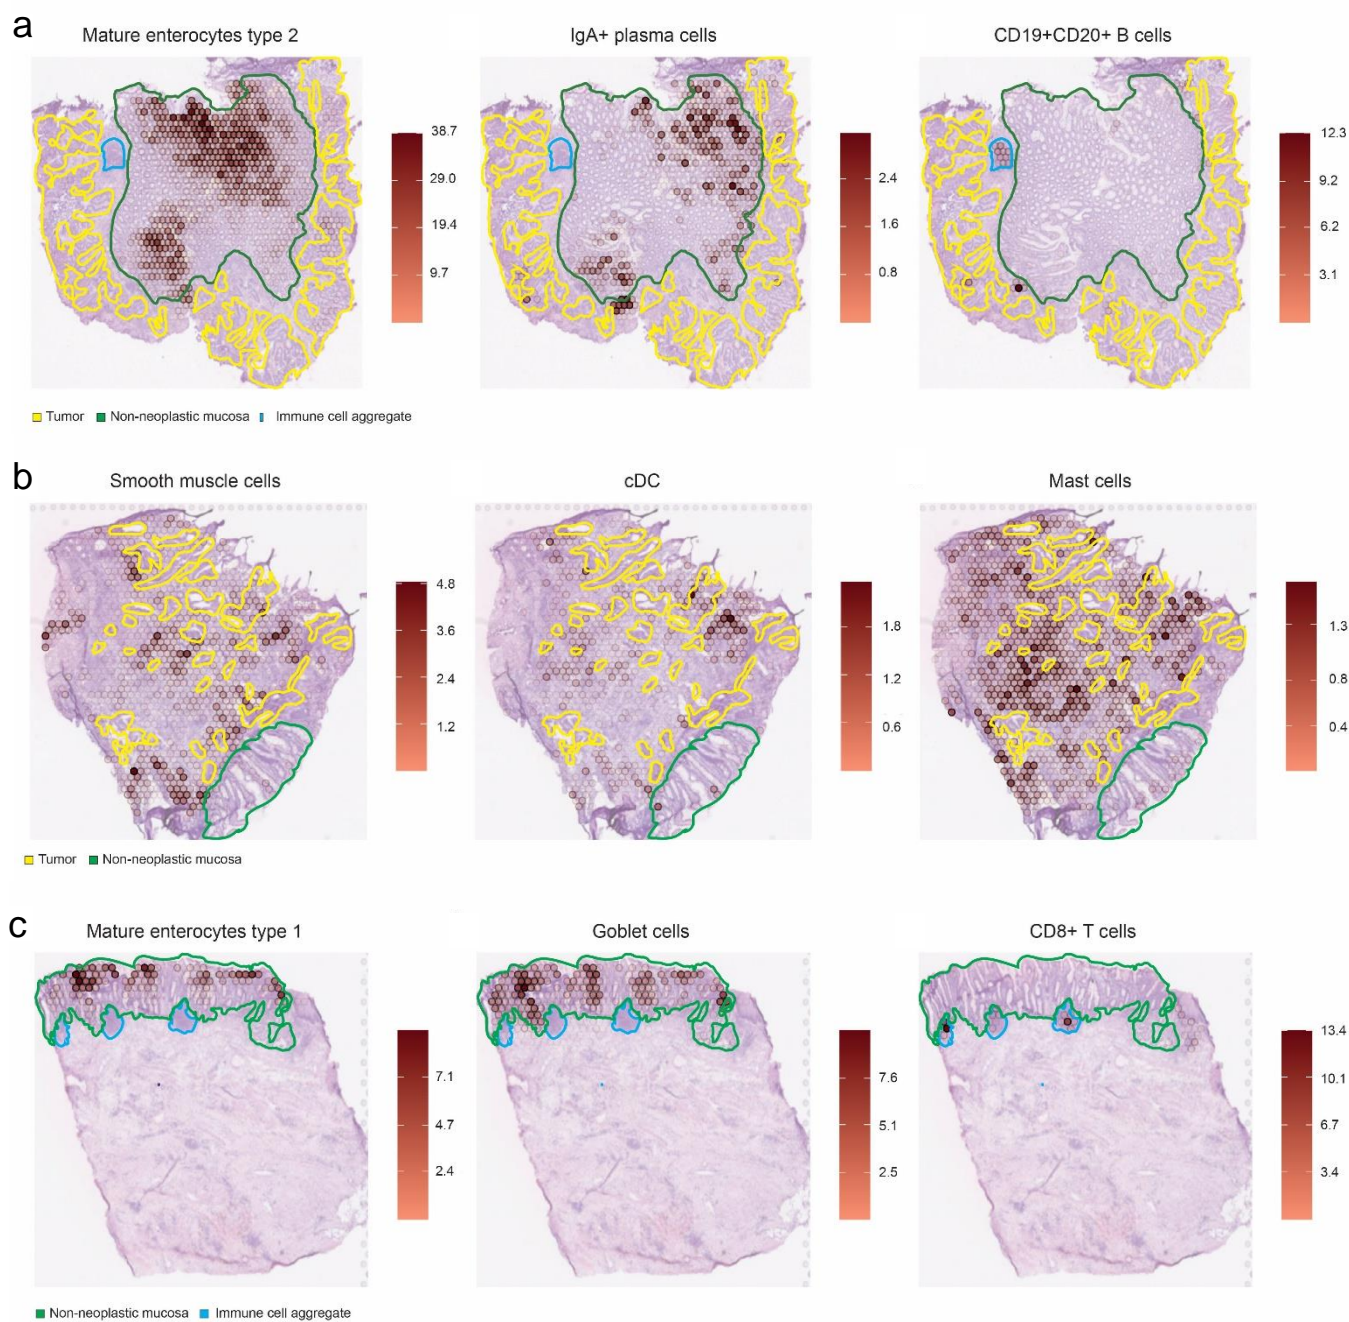 a
Mature enterocytes type 2
IgA+ plasma cells
CD19+CD20+ B cells
38.7
29.0
19.4
9.7
2.4
1.6
0.8
12.3
9.2
6.2
3.1
Tumor Non-neoplastic mucosa Immune cell aggregate
b
Smooth muscle cells
cDC
Mast cells
4.8
3.6
2.4
1.2
1.8
1.2
0.6
1.3
0.8
0.4
Tumor Non-neoplastic mucosa
c
Mature enterocytes type 1
Goblet cells
CD8+ T cells
7.1
4.7
2.4
7.6
5.1
2.5
13.4
10.1
6.7
3.4
Non-neoplastic mucosa Immune cell aggregate